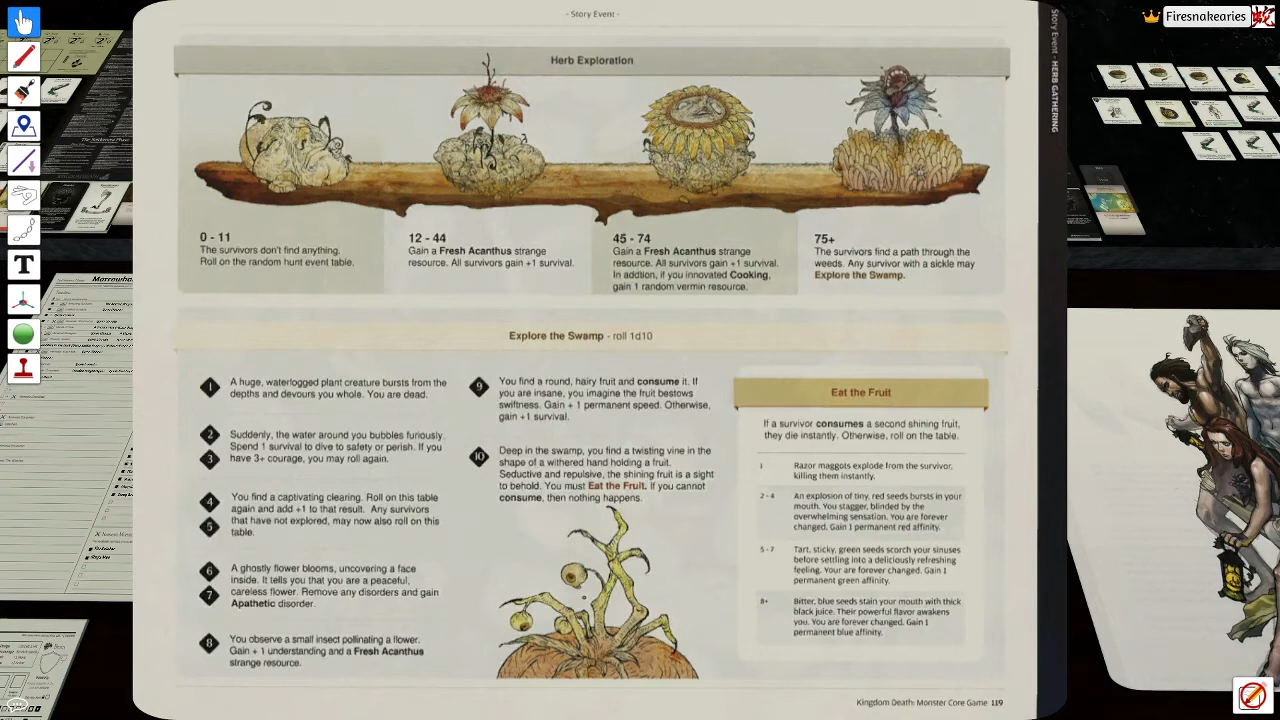 - Story Event -
Firesnakearies
Story Event - HERB GATHERING
Herb Exploration
0 - 11
The survivors don't find anything.
Roll on the random hunt event table.
12 - 44
Gain a Fresh Acanthus strange
resource. All survivors gain +1 survival.
45 - 74
Gain a Fresh Acanthus strange
resource. All survivors gain +1 survival.
In addtion, if you innovated Cooking,
gain 1 random vermin resource.
75+
The survivors find a path through the
weeds. Any survivor with a sickle may
Explore the Swamp.
Explore the Swamp - roll 1d10
1
A huge, waterlogged plant creature bursts from the
depths and devours you whole. You are dead.
2
3
Suddenly, the water around you bubbles furiously.
Spend 1 survival to dive to safety or perish. If you
have 3+ courage, you may roll again.
4
5
You find a captivating clearing. Roll on this table
again and add +1 to that result. Any survivors
that have not explored, may now also roll on this
table.
6
7
A ghostly flower blooms, uncovering a face
inside. It tells you that you are a peaceful,
careless flower. Remove any disorders and gain
Apathetic disorder.
8
You observe a small insect pollinating a flower.
Gain + 1 understanding and a Fresh Acanthus
strange resource.
9
You find a round, hairy fruit and consume it. If
you are insane, you imagine the fruit bestows
swiftness. Gain + 1 permanent speed. Otherwise,
gain +1 survival.
10
Deep in the swamp, you find a twisting vine in the
shape of a withered hand holding a fruit.
Seductive and repulsive, the shining fruit is a sight
to behold. You must Eat the Fruit. If you cannot
consume, then nothing happens.
Eat the Fruit
If a survivor consumes a second shining fruit,
they die instantly. Otherwise, roll on the table.
1
Razor maggots explode from the survivor,
killing them instantly.
2 - 4
An explosion of tiny, red seeds bursts in your
mouth. You stagger, blinded by the
overwhelming sensation. You are forever
changed. Gain 1 permanent red affinity.
5 - 7
Tart, sticky, green seeds scorch your sinuses
before settling into a deliciously refreshing
feeling. Your are forever changed. Gain 1
permanent green affinity.
8+
Bitter, blue seeds stain your mouth with thick
black juice. Their powerful flavor awakens
you. You are forever changed. Gain 1
permanent blue affinity.
Kingdom Death: Monster Core Game 119
T